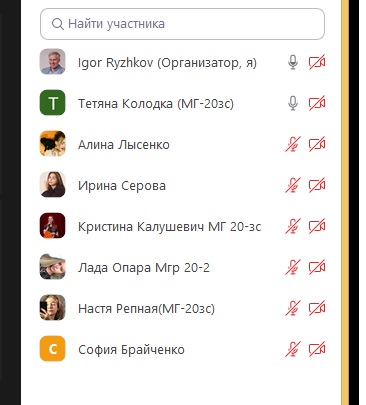 Найти участника
Igor Ryzhkov (Организатор, я)
Т Тетяна Колодка (МГ-20зс)
Алина Лысенко
Ирина Серова
Кристина Калушевич МГ 20-зс
Лада Опара Мгр 20-2
Настя Репная(МГ-20зс)
С София Брайченко